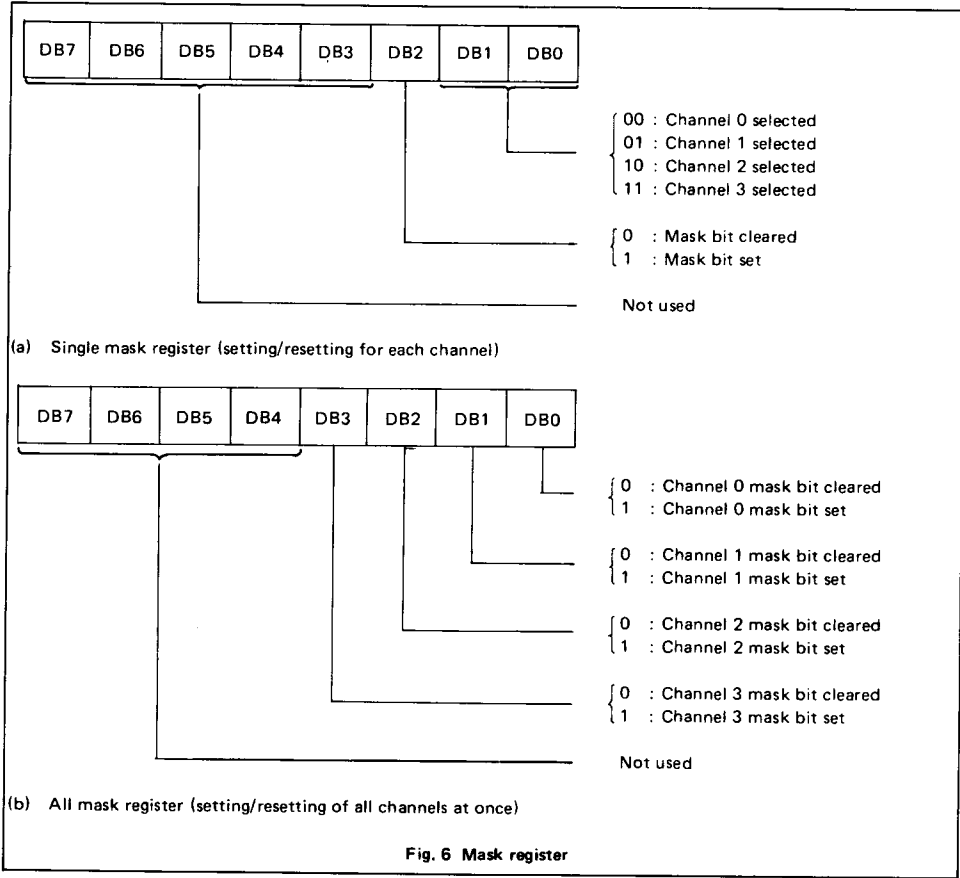 DB7 DB6 DB5 DB4 DB3 DB2 DB1 DB0
00 : Channel 0 selected
01 : Channel 1 selected
10 : Channel 2 selected
11 : Channel 3 selected
0 : Mask bit cleared
1 : Mask bit set
Not used
(a) Single mask register (setting/resetting for each channel)
DB7 DB6 DB5 DB4 DB3 DB2 DB1 DB0
0 : Channel 0 mask bit cleared
1 : Channel 0 mask bit set
0 : Channel 1 mask bit cleared
1 : Channel 1 mask bit set
0 : Channel 2 mask bit cleared
1 : Channel 2 mask bit set
0 : Channel 3 mask bit cleared
1 : Channel 3 mask bit set
Not used
(b) All mask register (setting/resetting of all channels at once)
Fig. 6 Mask register